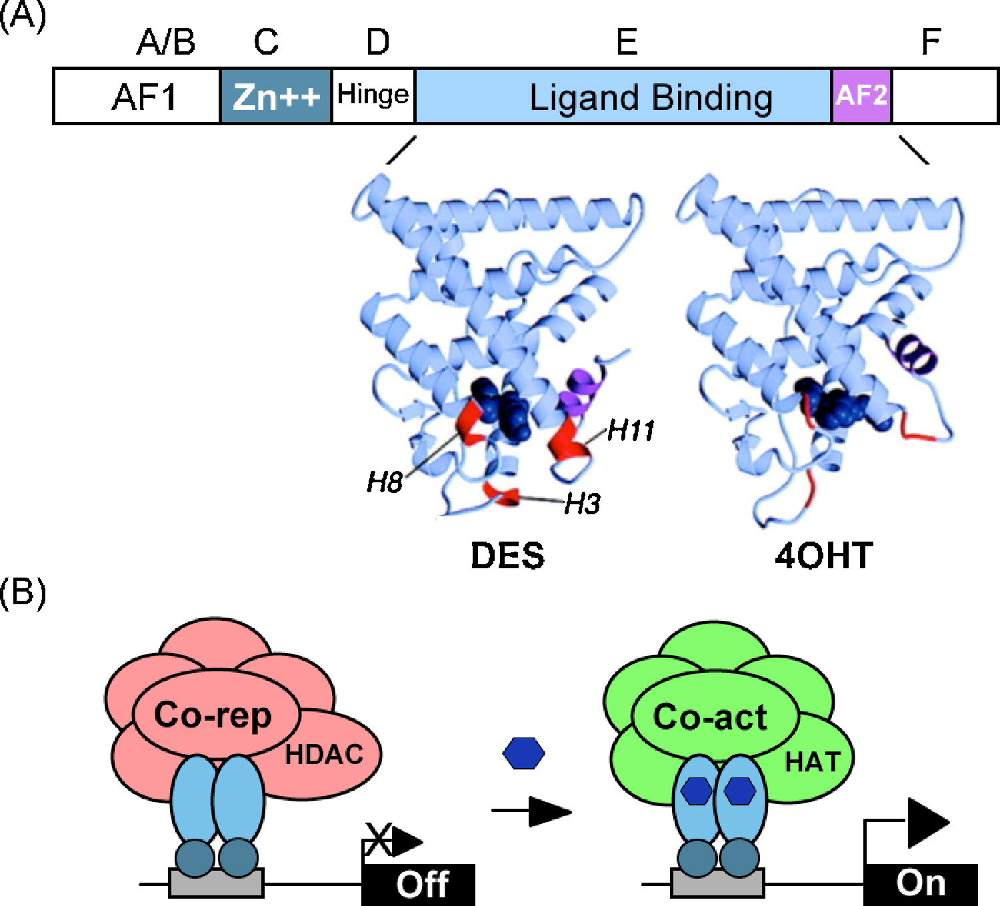 (A)
A/B C D E F
AF1 Zn++ Hinge Ligand Binding AF2
H11
H8
H3
DES 4OHT
(B)
Co-rep Co-act
HDAC HAT
X
Off On